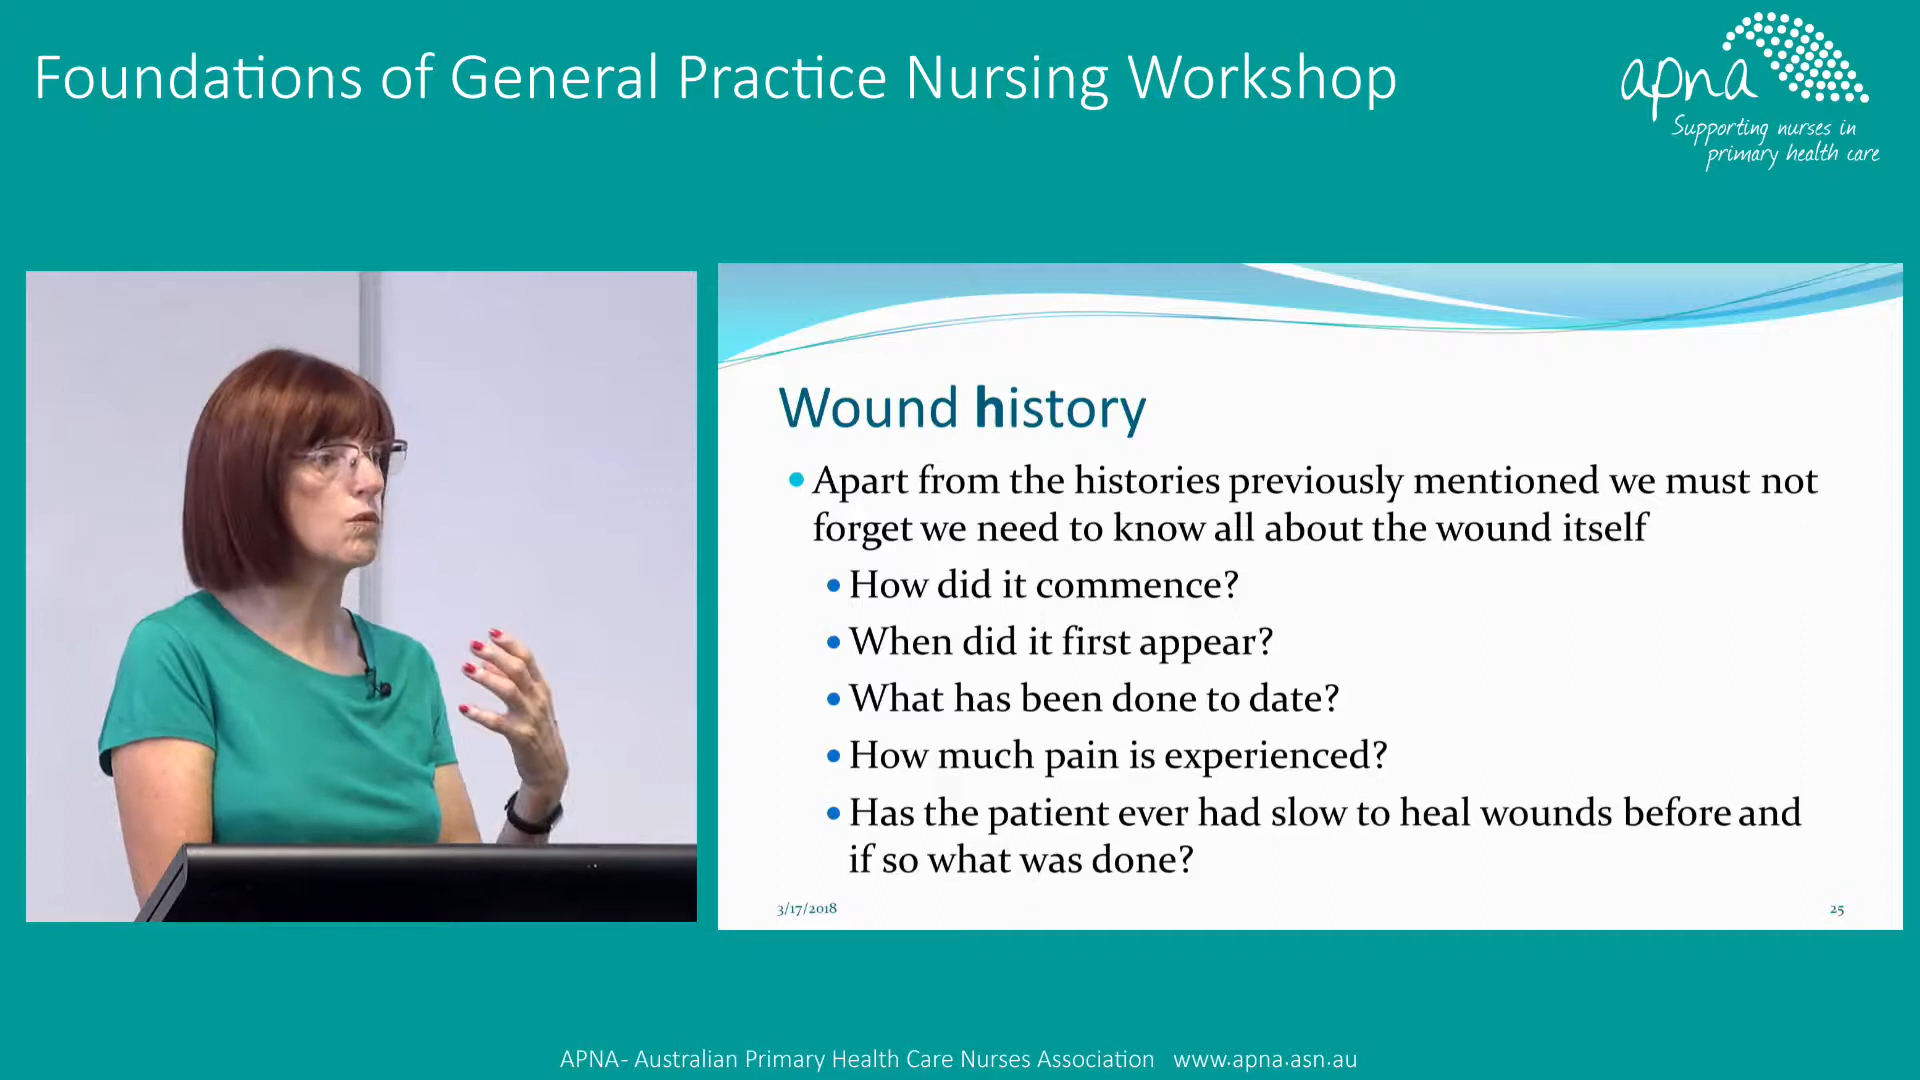 Foundations of General Practice Nursing Workshop
apna
Supporting nurses in
primary health care
Wound history
Apart from the histories previously mentioned we must not
forget we need to know all about the wound itself
How did it commence?
When did it first appear?
What has been done to date?
How much pain is experienced?
Has the patient ever had slow to heal wounds before and
if so what was done?
3/17/2018
25
APNA- Australian Primary Health Care Nurses Association www.apna.asn.au